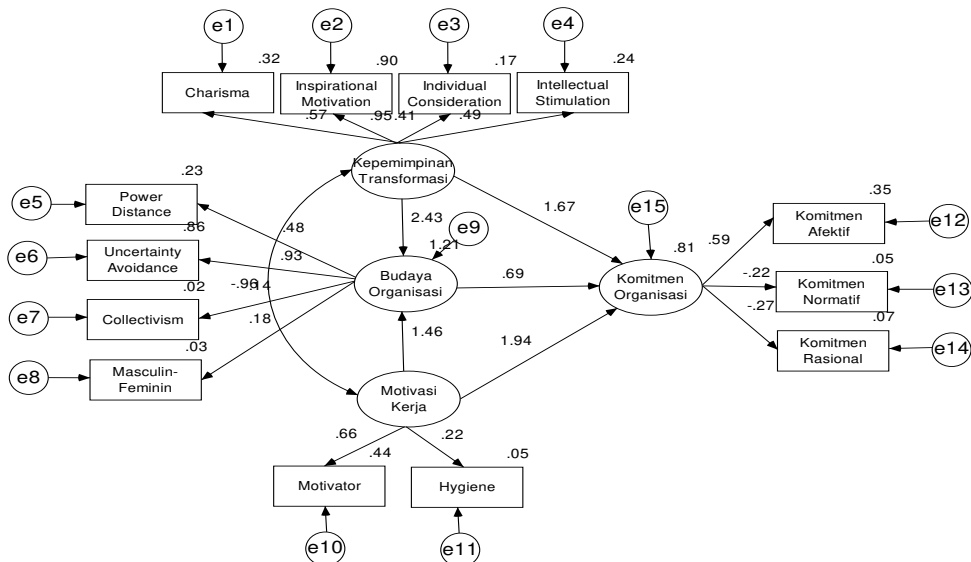 e1
e2
e3
e4
.32
.90
.17
.24
Charisma
Inspirational
Motivation
Individual
Consideration
Intellectual
Stimulation
.57
.95
.41
.49
Kepemimpinan
Transformasi
.23
e5
Power
Distance
.48
2.43
1.67
e9
e15
.35
Komitmen
Afektif
e12
.86
e6
Uncertainty
Avoidance
.93
1.21
Budaya
Organisasi
.69
.81
Komitmen
Organisasi
.59
.05
-.22
Komitmen
Normatif
e13
.02
-.96
.14
e7
Collectivism
.18
1.46
1.94
-.27
.07
Komitmen
Rasional
e14
.03
e8
Masculin-
Feminin
Motivasi
Kerja
.66
.22
.44
.05
Motivator
Hygiene
e10
e11